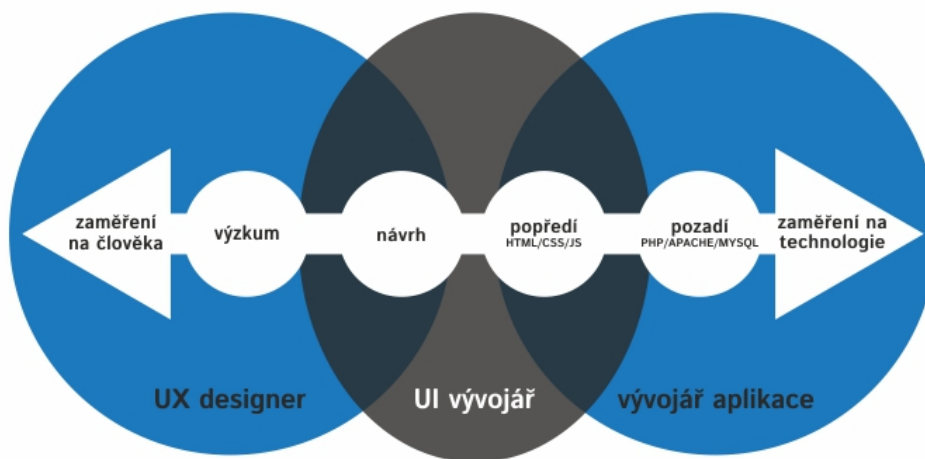 zaměření
na člověka
výzkum
návrh
popředí
HTML/CSS/JS
pozadí
PHP/APACHE/MYSQL
zaměření na
technologie
UX designer
UI vývojář
vývojář aplikace